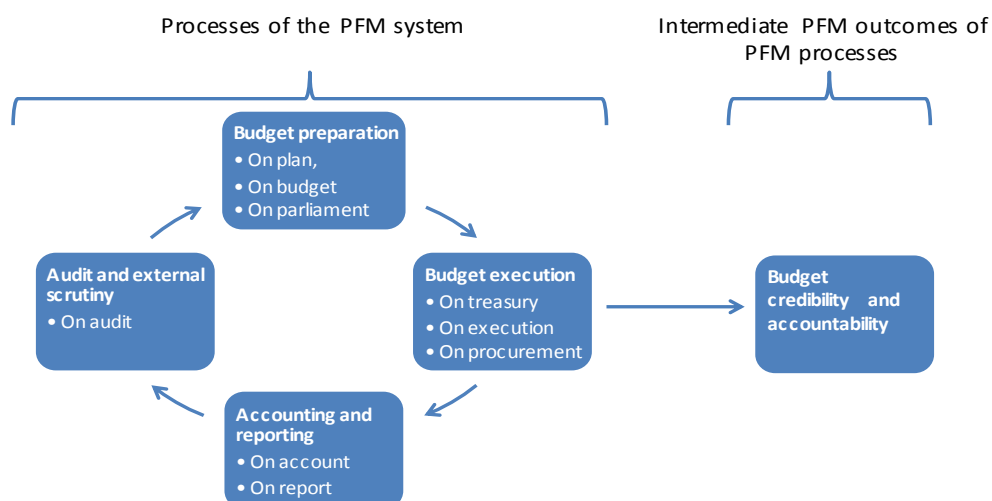 Processes of the PFM system
Intermediate PFM outcomes of
PFM processes
Budget preparation
• On plan,
• On budget
• On parliament
Audit and external
scrutiny
• On audit
Budget execution
• On treasury
• On execution
• On procurement
Budget
credibility and
accountability
Accounting and
reporting
• On account
• On report